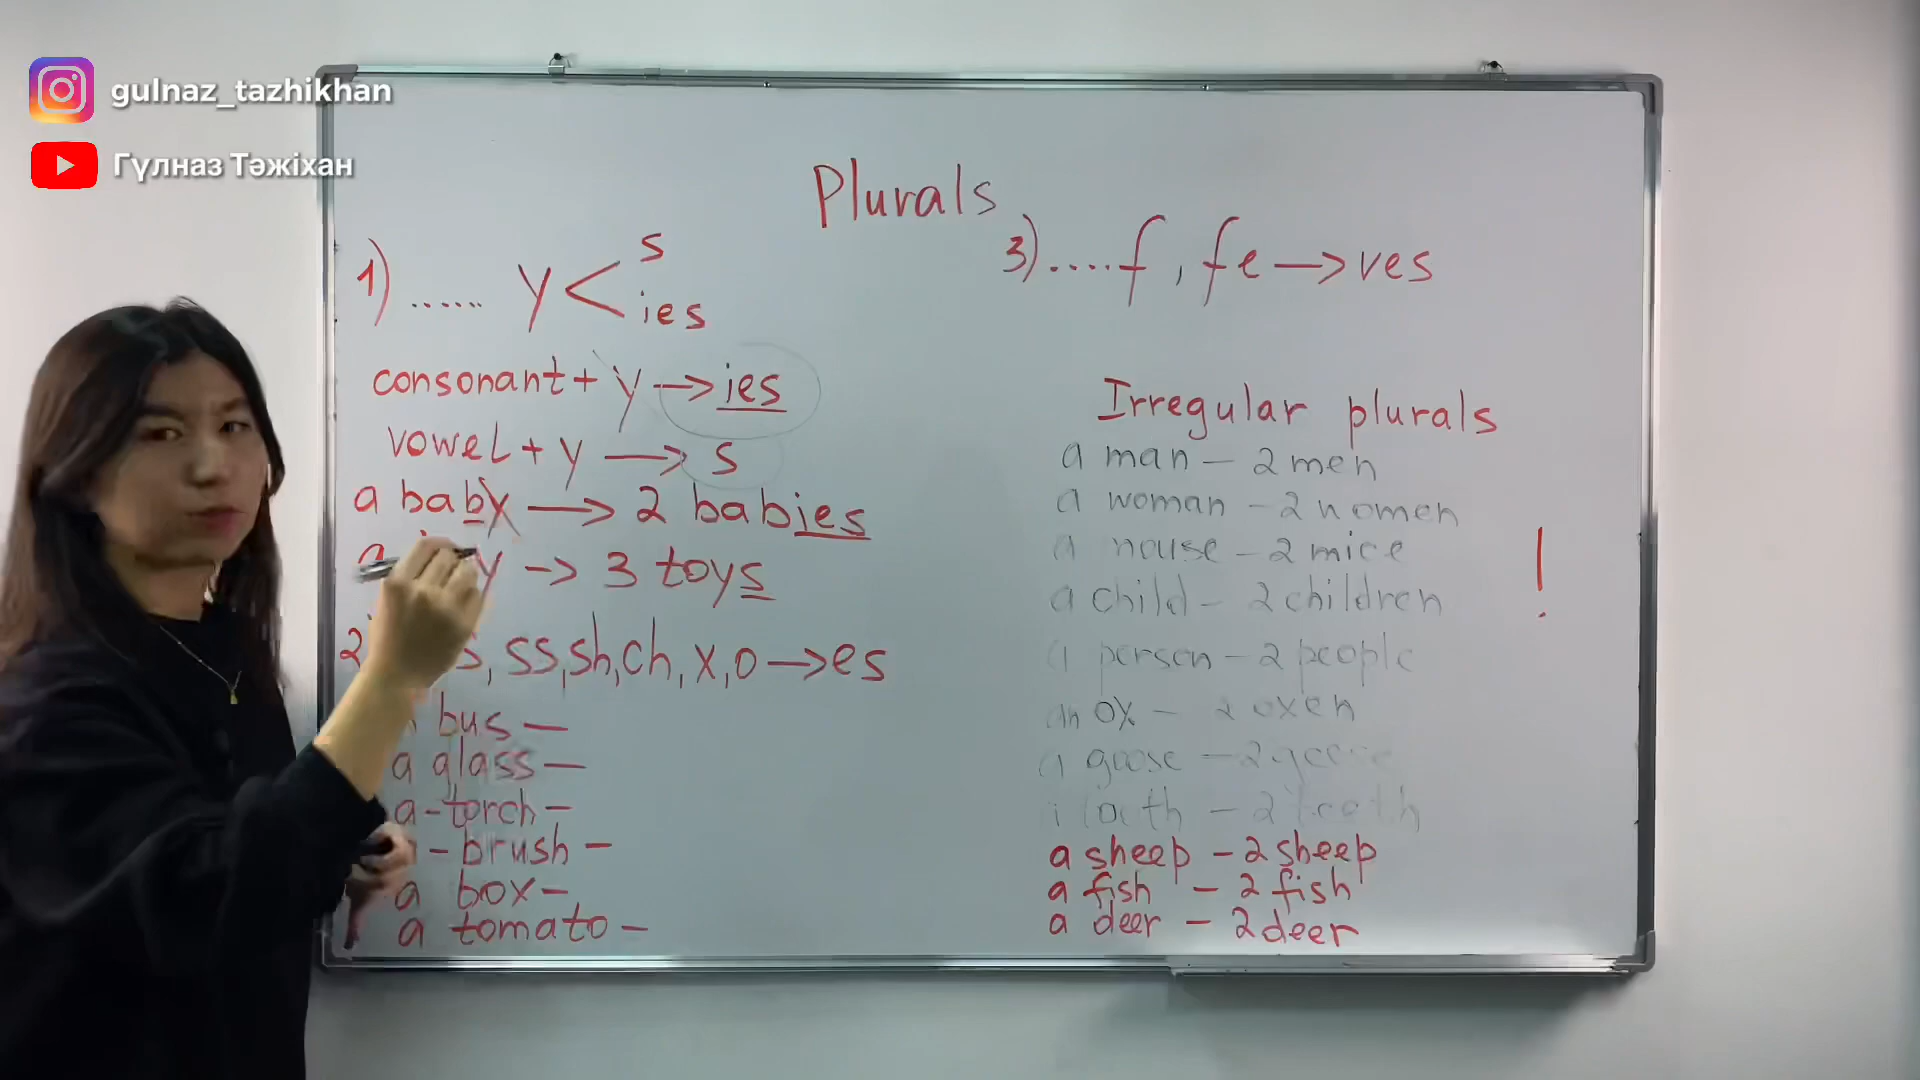 gulnaz_tazhikhan
Гүлназ Тәжіхан
Plurals
1) ...... y < s
ies
consonant + y → ies
vowel + y → s
a baby → 2 babies
y → 3 toys
2 s, ss, sh, ch, x, o → es
bus —
a glass —
a - torch -
- brush -
a box -
a tomato -
3) .... f, fe → ves
Irregular plurals
a man - 2 men
a woman - 2 women
a mouse - 2 mice
a child - 2 children
a person - 2 people
an ox - 2 oxen
a goose - 2 geese
tooth - 2 teeth
!
a sheep - 2 sheep
a fish - 2 fish
a deer - 2 deer